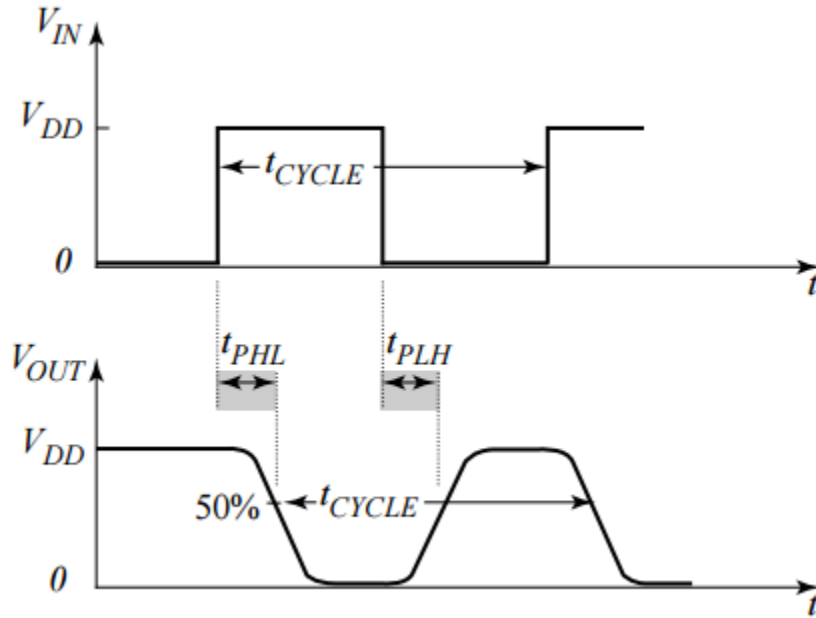 V_IN
V_DD
t_CYCLE
0
t
t_PHL
t_PLH
V_OUT
V_DD
50%
t_CYCLE
0
t